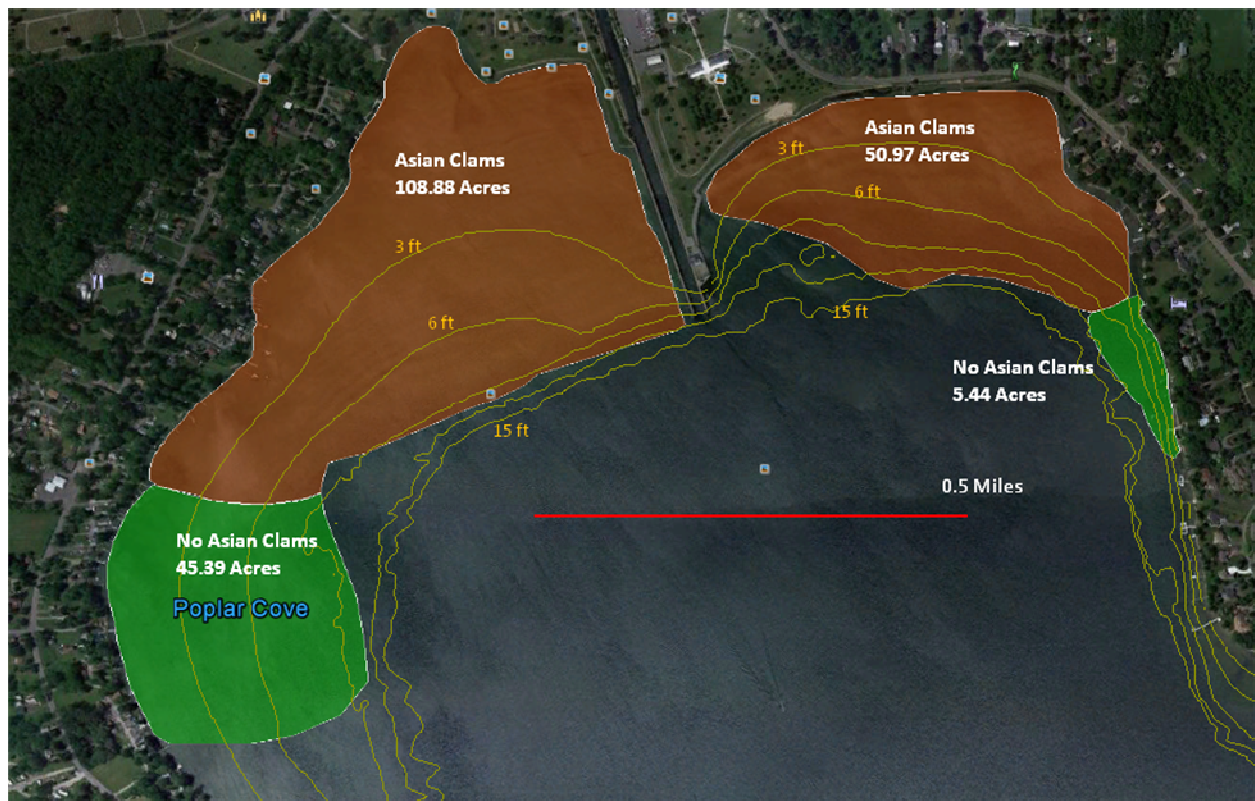 Asian Clams
108.88 Acres
Asian Clams
50.97 Acres
3 ft
6 ft
3 ft
6 ft
15 ft
15 ft
No Asian Clams
5.44 Acres
0.5 Miles
No Asian Clams
45.39 Acres
Poplar Cove